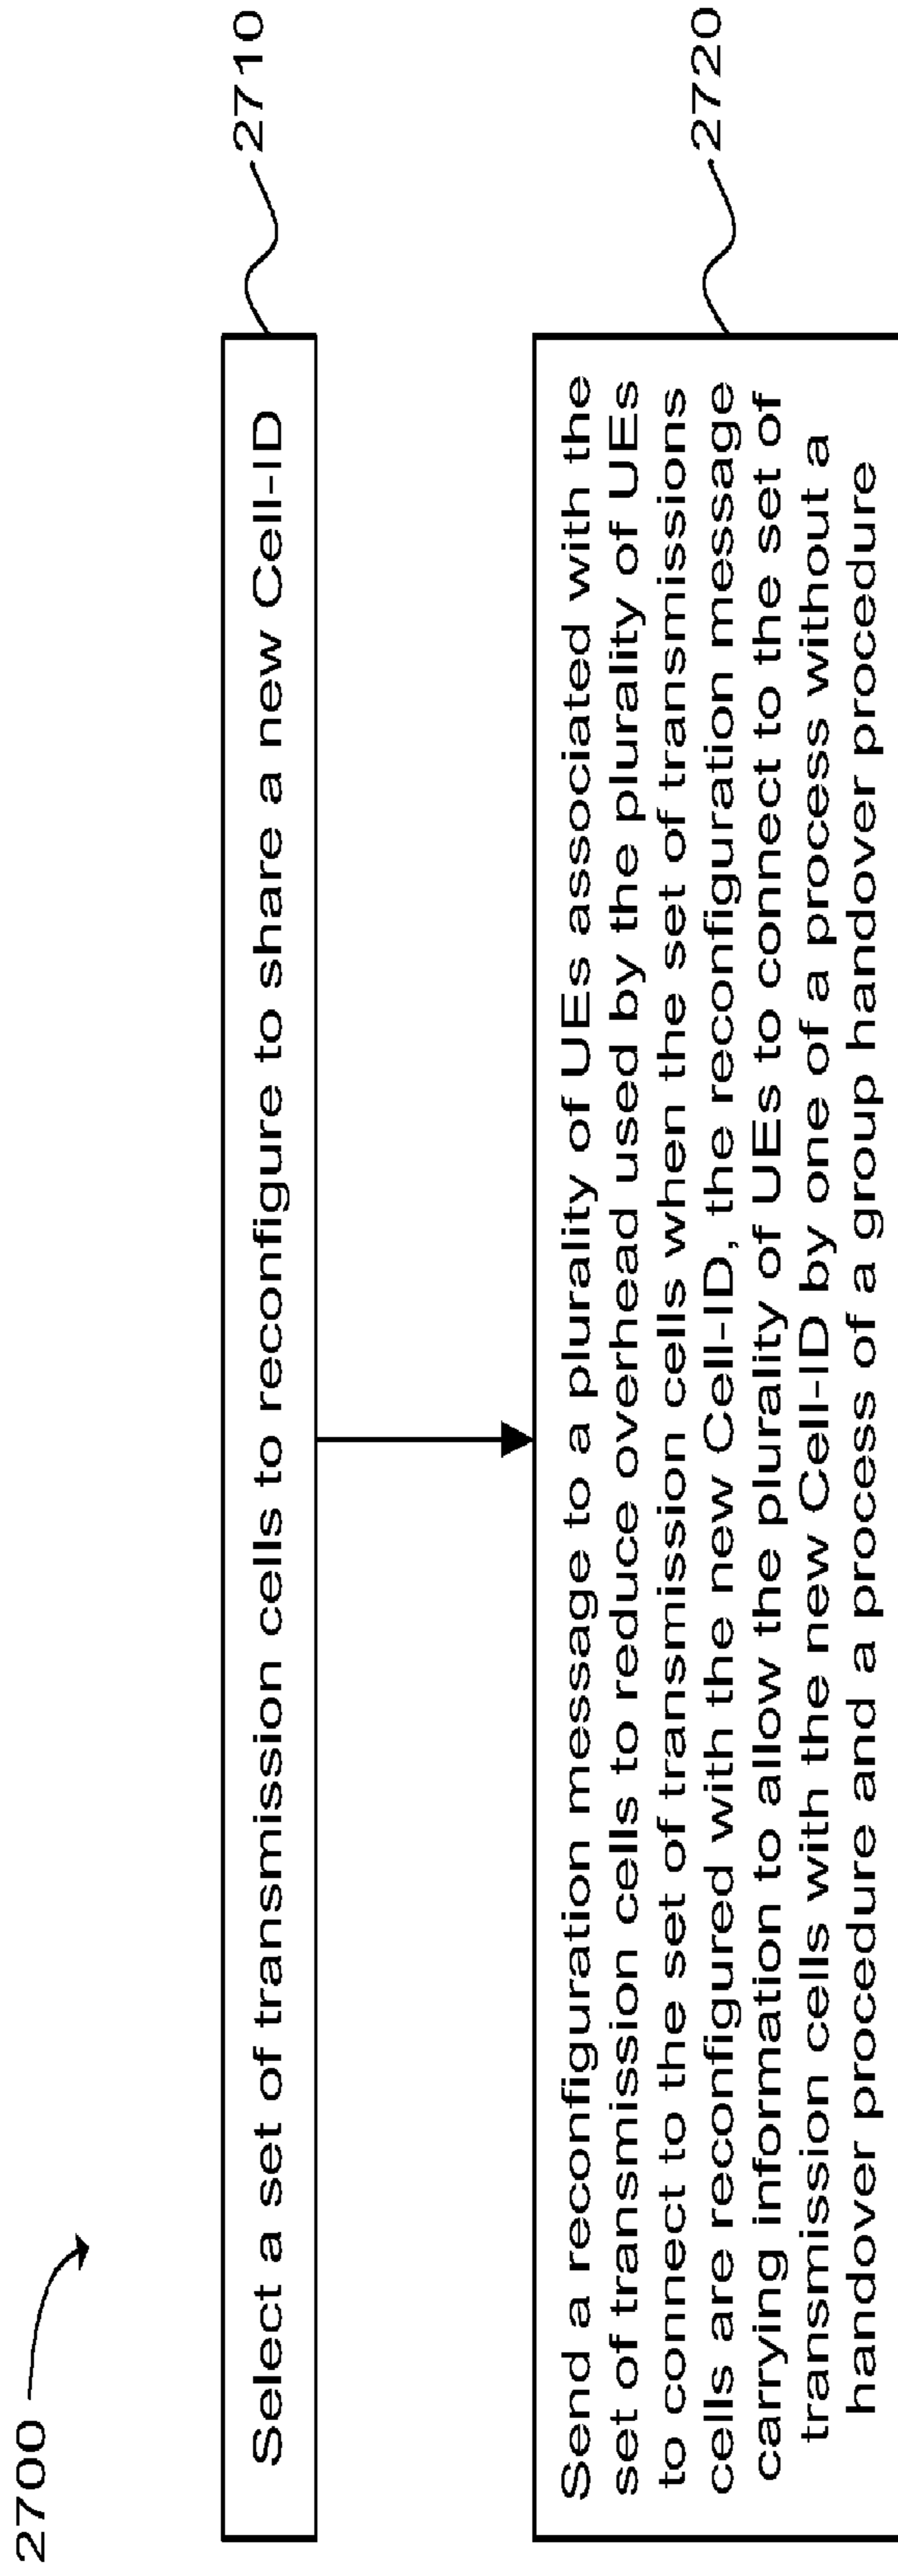 2700
Select a set of transmission cells to reconfigure to share a new Cell-ID
2710
Send a reconfiguration message to a plurality of UEs associated with the
set of transmission cells to reduce overhead used by the plurality of UEs
to connect to the set of transmission cells when the set of transmissions
cells are reconfigured with the new Cell-ID, the reconfiguration message
carrying information to allow the plurality of UEs to connect to the set of
transmission cells with the new Cell-ID by one of a process without a
handover procedure and a process of a group handover procedure
2720